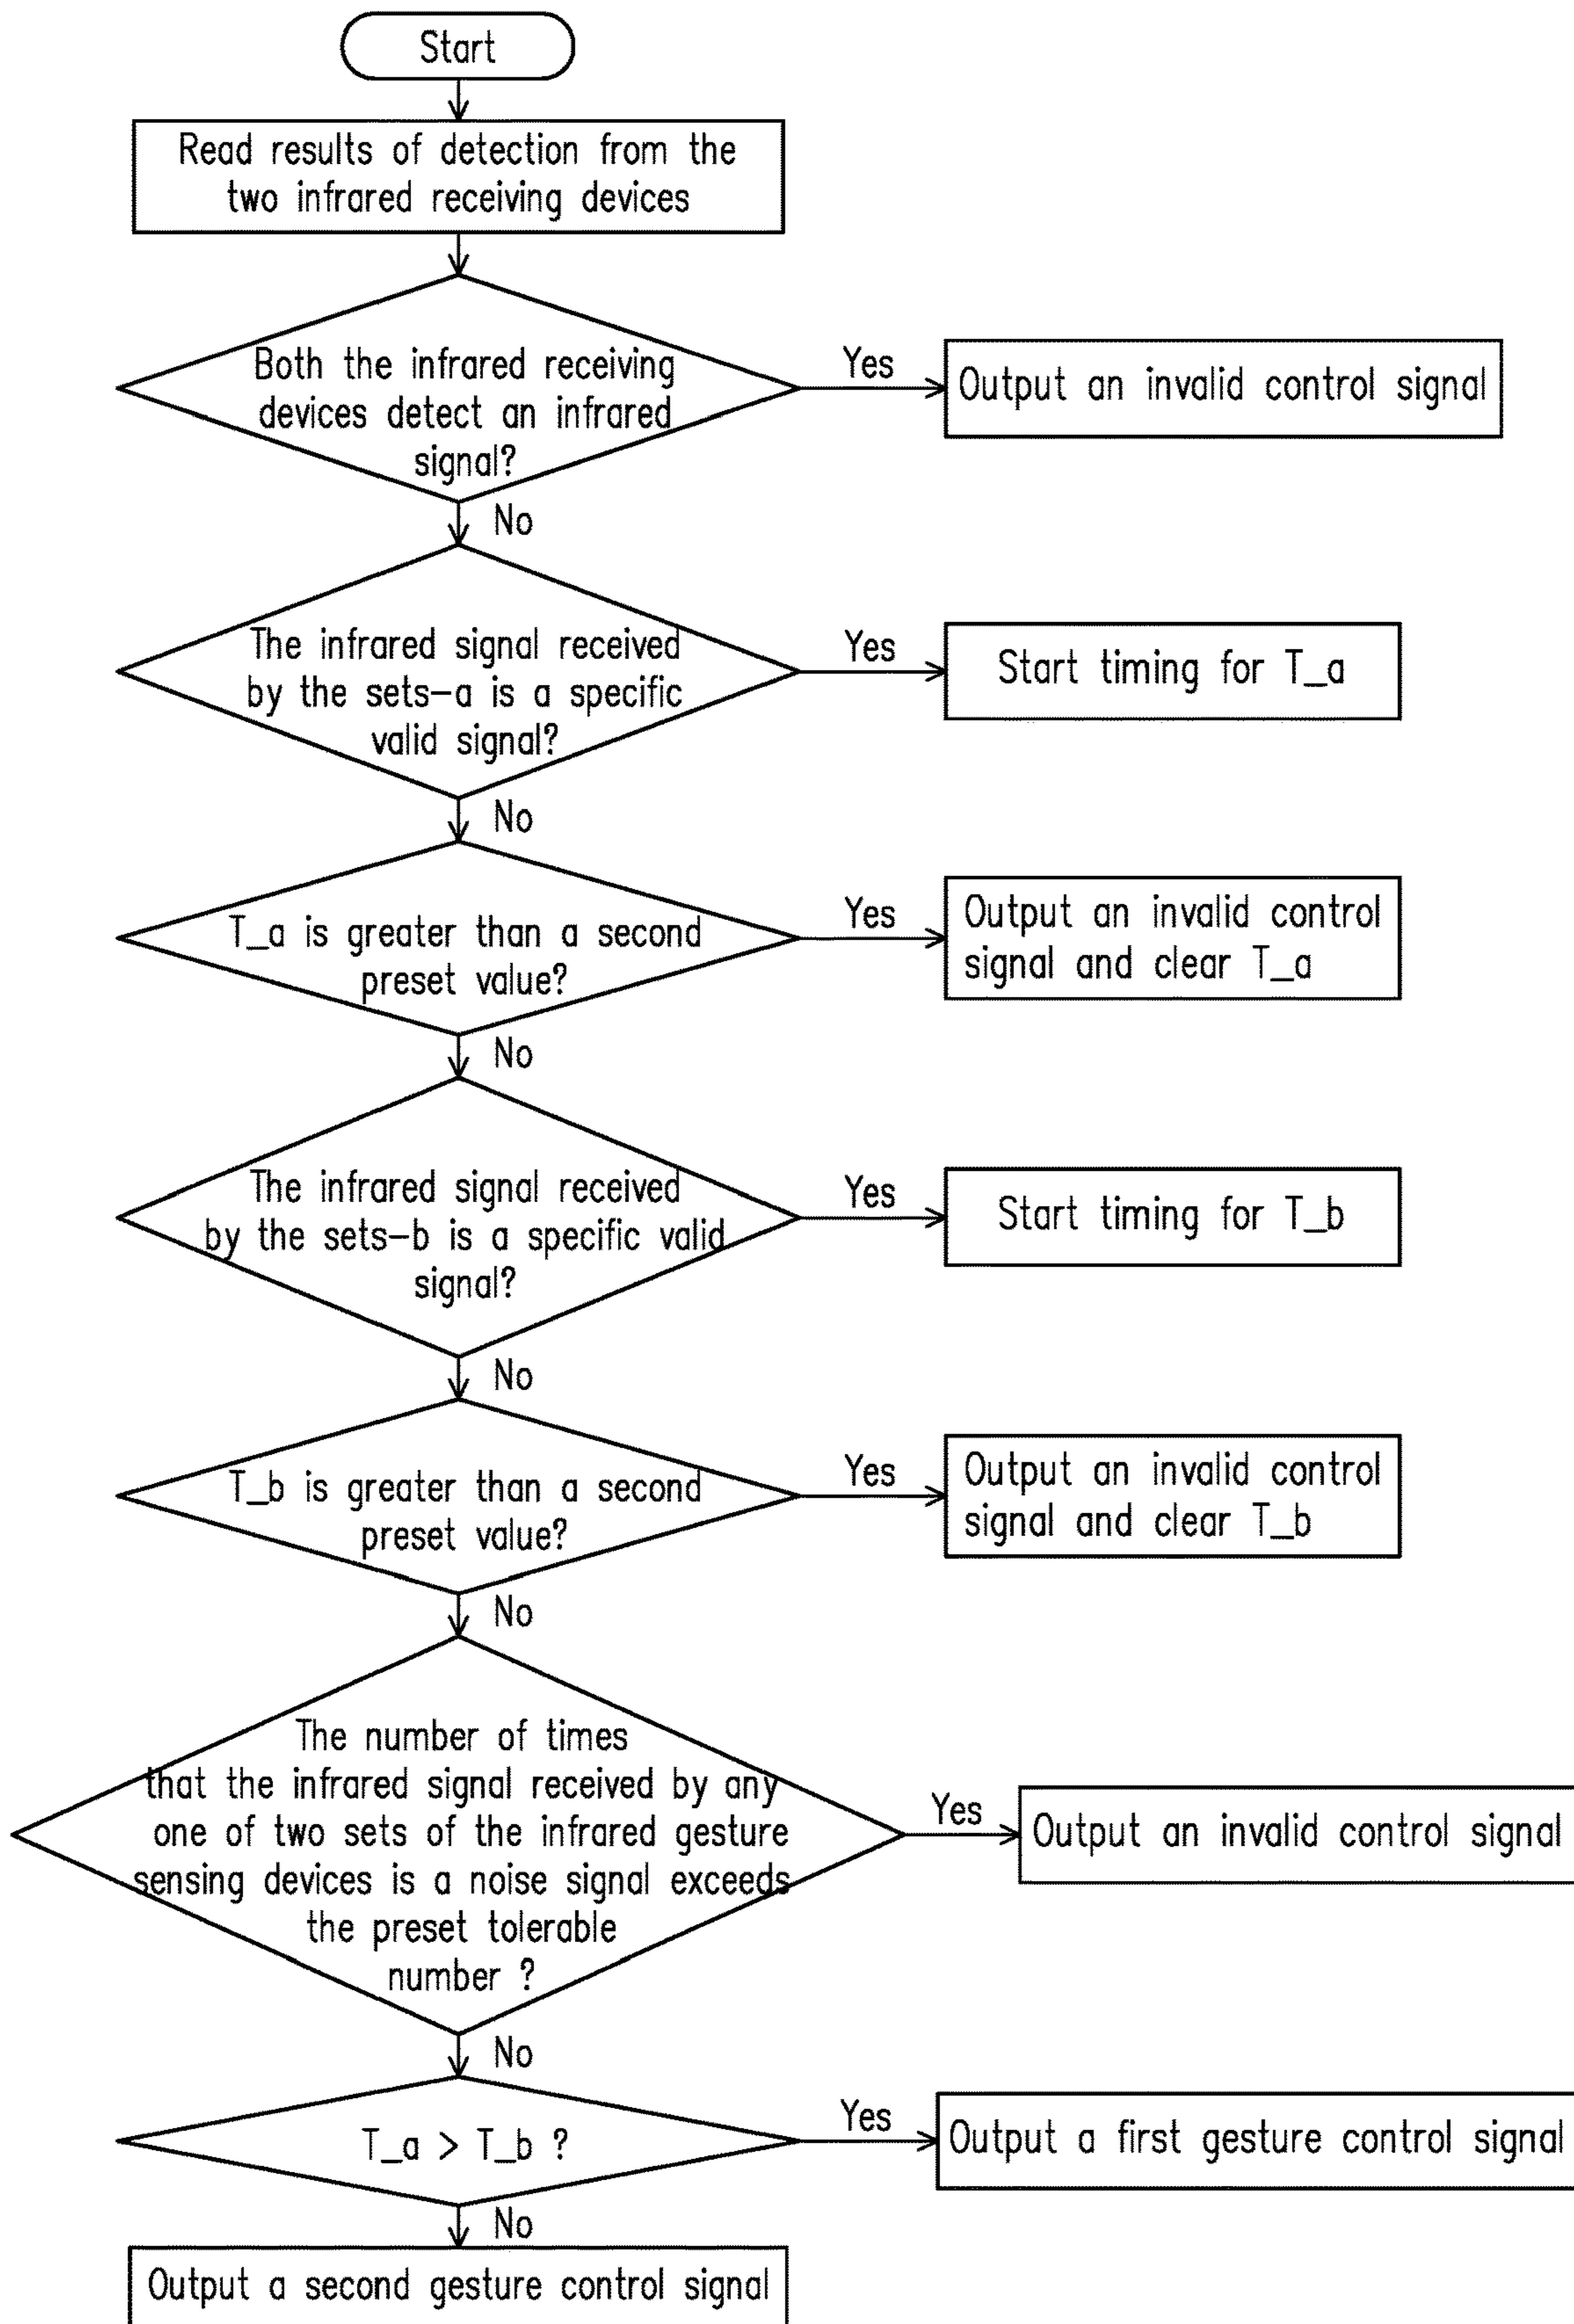 Start
Read results of detection from the
two infrared receiving devices
Both the infrared receiving
devices detect an infrared
signal?
Yes
Output an invalid control signal
No
The infrared signal received
by the sets-a is a specific
valid signal?
Yes
Start timing for T_a
No
T_a is greater than a second
preset value?
Yes
Output an invalid control
signal and clear T_a
No
The infrared signal received
by the sets-b is a specific valid
signal?
Yes
Start timing for T_b
No
T_b is greater than a second
preset value?
Yes
Output an invalid control
signal and clear T_b
No
The number of times
that the infrared signal received by any
one of two sets of the infrared gesture
sensing devices is a noise signal exceeds
the preset tolerable
number ?
Yes
Output an invalid control signal
No
T_a > T_b ?
Yes
Output a first gesture control signal
No
Output a second gesture control signal